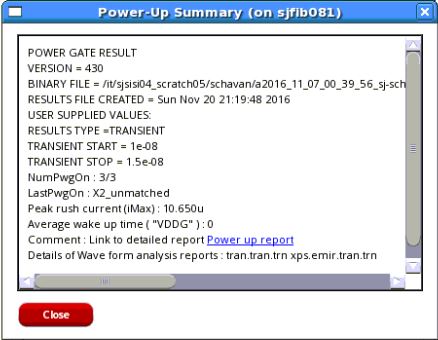 Power-Up Summary (on sjfib081)
POWER GATE RESULT
VERSION = 430
BINARY FILE = /it/sjsisi04_scratch05/schavan/a2016_11_07_00_39_56_sj-sch
RESULTS FILE CREATED = Sun Nov 20 21:19:48 2016
USER SUPPLIED VALUES:
RESULTS TYPE =TRANSIENT
TRANSIENT START = 1e-08
TRANSIENT STOP = 1.5e-08
NumPwgOn : 3/3
LastPwgOn : X2_unmatched
Peak rush current(iMax) : 10.650u
Average wake up time ( "VDDG" ) : 0
Comment : Link to detailed report Power up report
Details of Wave form analysis reports : tran.tran.trn xps.emir.tran.trn
Close